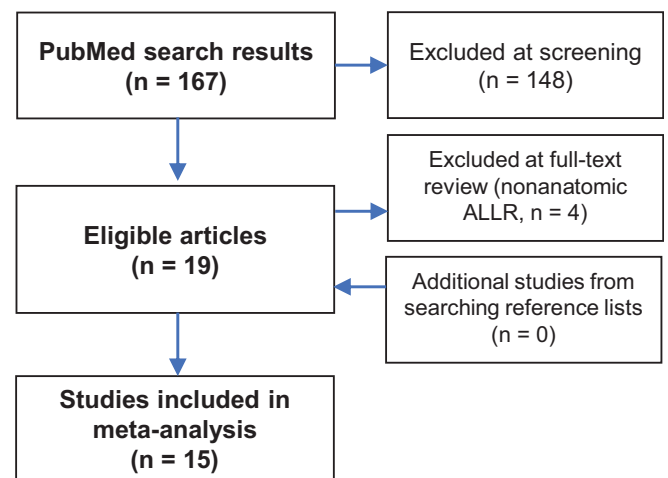 PubMed search results
(n = 167)
Excluded at screening
(n = 148)
Excluded at full-text
review (nonanatomic
ALLR, n = 4)
Eligible articles
(n = 19)
Additional studies from
searching reference lists
(n = 0)
Studies included in
meta-analysis
(n = 15)